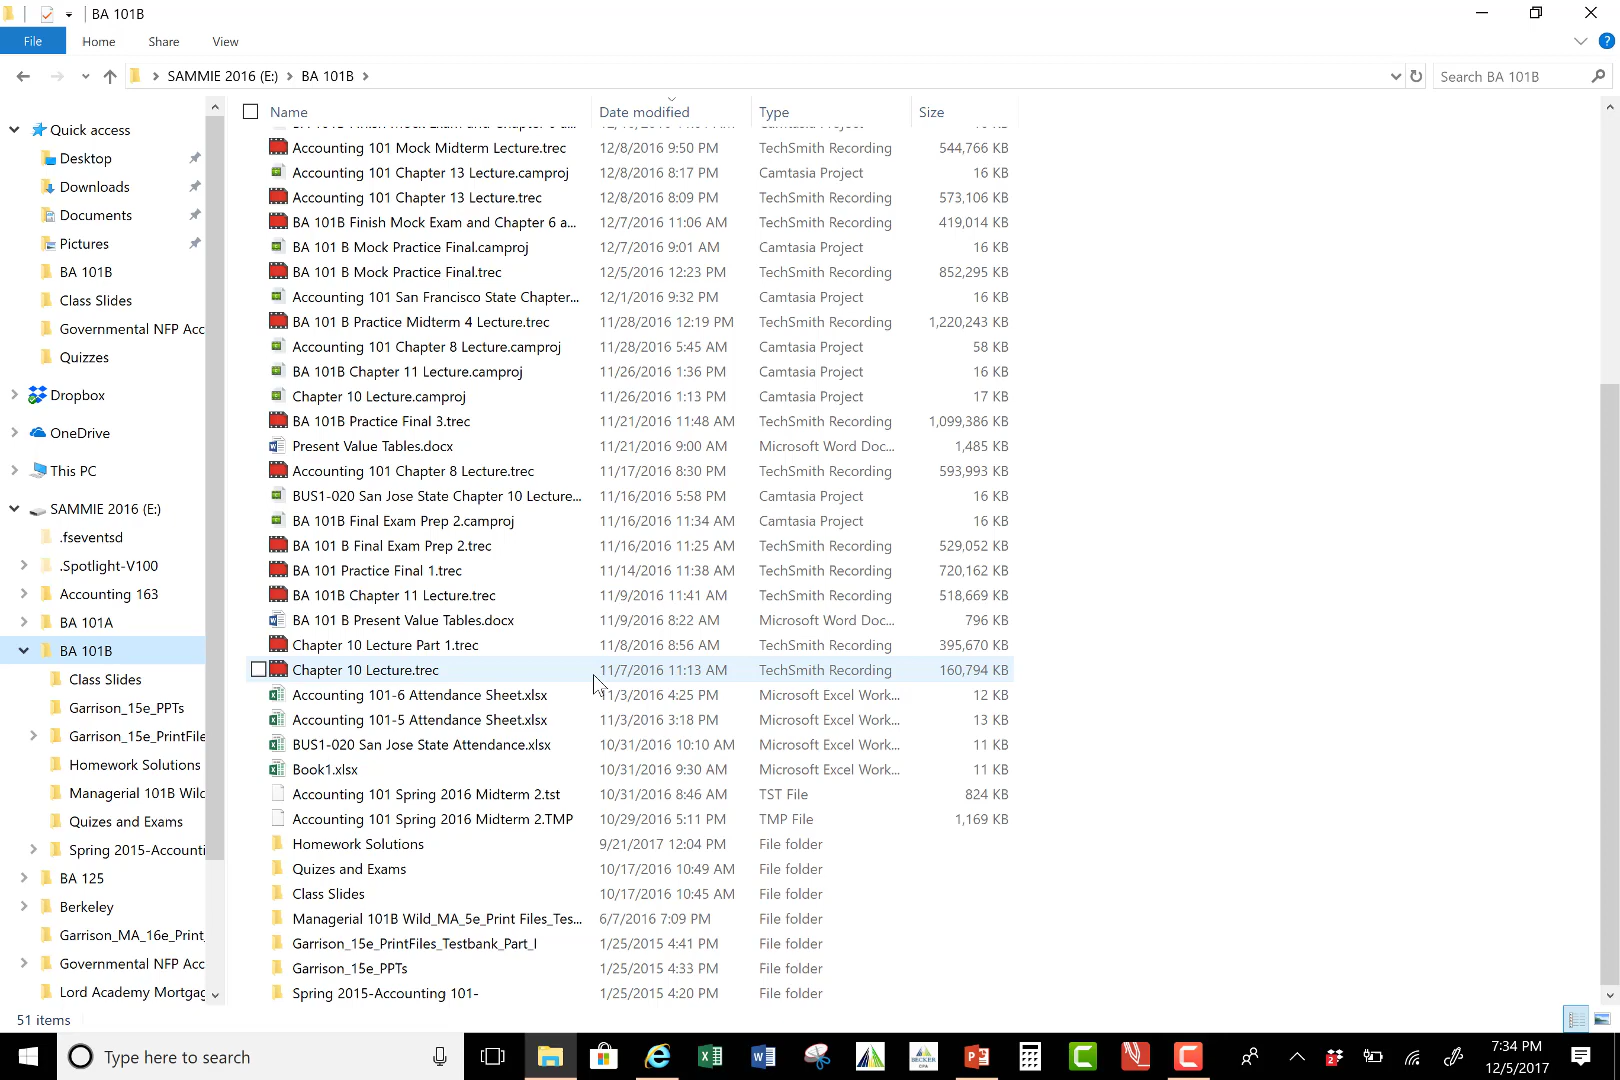 BA 101B
File Home Share View
SAMMIE 2016 (E:) BA 101B Search BA 101B
Name Date modified Type Size
Quick access
Desktop
Downloads
Documents
Pictures
BA 101B
Class Slides
Governmental NFP Acc
Quizzes
Dropbox
OneDrive
This PC
SAMMIE 2016 (E:)
.fseventsd
.Spotlight-V100
Accounting 163
BA 101A
BA 101B
Class Slides
Garrison_15e_PPTs
Garrison_15e_PrintFile
Homework Solutions
Managerial 101B Wilc
Quizes and Exams
Spring 2015-Accounti
BA 125
Berkeley
Garrison_MA_16e_Print_
Governmental NFP Acc
Lord Academy Mortgag
Accounting 101 Mock Midterm Lecture.trec 12/8/2016 9:50 PM TechSmith Recording 544,766 KB
Accounting 101 Chapter 13 Lecture.camproj 12/8/2016 8:17 PM Camtasia Project 16 KB
Accounting 101 Chapter 13 Lecture.trec 12/8/2016 8:09 PM TechSmith Recording 573,106 KB
BA 101B Finish Mock Exam and Chapter 6 a... 12/7/2016 11:06 AM TechSmith Recording 419,014 KB
BA 101 B Mock Practice Final.camproj 12/7/2016 9:01 AM Camtasia Project 16 KB
BA 101 B Mock Practice Final.trec 12/5/2016 12:23 PM TechSmith Recording 852,295 KB
Accounting 101 San Francisco State Chapter... 12/1/2016 9:32 PM Camtasia Project 16 KB
BA 101 B Practice Midterm 4 Lecture.trec 11/28/2016 12:19 PM TechSmith Recording 1,220,243 KB
Accounting 101 Chapter 8 Lecture.camproj 11/28/2016 5:45 AM Camtasia Project 58 KB
BA 101B Chapter 11 Lecture.camproj 11/26/2016 1:36 PM Camtasia Project 16 KB
Chapter 10 Lecture.camproj 11/26/2016 1:13 PM Camtasia Project 17 KB
BA 101B Practice Final 3.trec 11/21/2016 11:48 AM TechSmith Recording 1,099,386 KB
Present Value Tables.docx 11/21/2016 9:00 AM Microsoft Word Doc... 1,485 KB
Accounting 101 Chapter 8 Lecture.trec 11/17/2016 8:30 PM TechSmith Recording 593,993 KB
BUS1-020 San Jose State Chapter 10 Lecture... 11/16/2016 5:58 PM Camtasia Project 16 KB
BA 101B Final Exam Prep 2.camproj 11/16/2016 11:34 AM Camtasia Project 16 KB
BA 101 B Final Exam Prep 2.trec 11/16/2016 11:25 AM TechSmith Recording 529,052 KB
BA 101 Practice Final 1.trec 11/14/2016 11:38 AM TechSmith Recording 720,162 KB
BA 101B Chapter 11 Lecture.trec 11/9/2016 11:41 AM TechSmith Recording 518,669 KB
BA 101 B Present Value Tables.docx 11/9/2016 8:22 AM Microsoft Word Doc... 796 KB
Chapter 10 Lecture Part 1.trec 11/8/2016 8:56 AM TechSmith Recording 395,670 KB
Chapter 10 Lecture.trec 11/7/2016 11:13 AM TechSmith Recording 160,794 KB
Accounting 101-6 Attendance Sheet.xlsx 11/3/2016 4:25 PM Microsoft Excel Work... 12 KB
Accounting 101-5 Attendance Sheet.xlsx 11/3/2016 3:18 PM Microsoft Excel Work... 13 KB
BUS1-020 San Jose State Attendance.xlsx 10/31/2016 10:10 AM Microsoft Excel Work... 11 KB
Book1.xlsx 10/31/2016 9:30 AM Microsoft Excel Work... 11 KB
Accounting 101 Spring 2016 Midterm 2.tst 10/31/2016 8:46 AM TST File 824 KB
Accounting 101 Spring 2016 Midterm 2.TMP 10/29/2016 5:11 PM TMP File 1,169 KB
Homework Solutions 9/21/2017 12:04 PM File folder
Quizes and Exams 10/17/2016 10:49 AM File folder
Class Slides 10/17/2016 10:45 AM File folder
Managerial 101B Wild_MA_5e_Print Files_Tes... 6/7/2016 7:09 PM File folder
Garrison_15e_PrintFiles_Testbank_Part_I 1/25/2015 4:41 PM File folder
Garrison_15e_PPTs 1/25/2015 4:33 PM File folder
Spring 2015-Accounting 101- 1/25/2015 4:20 PM File folder
51 items
Type here to search
7:34 PM
12/5/2017